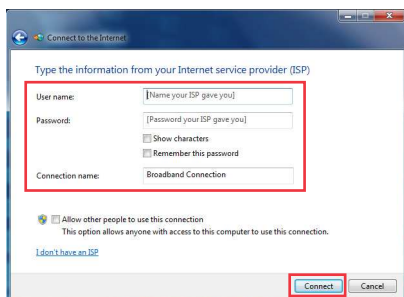 Connect to the Internet
Type the information from your Internet service provider (ISP)
User name:
[Name your ISP gave you]
Password:
[Password your ISP gave you]
Show characters
Remember this password
Connection name:
Broadband Connection
Allow other people to use this connection
This option allows anyone with access to this computer to use this connection.
I don't have an ISP
Connect
Cancel